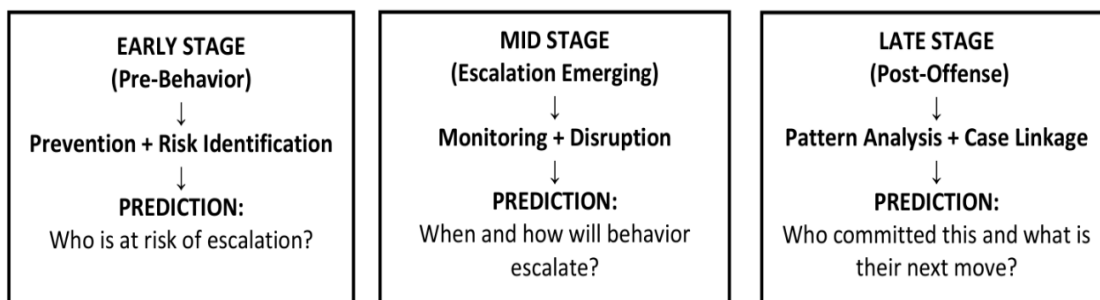 EARLY STAGE
(Pre-Behavior)
↓
Prevention + Risk Identification
↓
PREDICTION:
Who is at risk of escalation?
MID STAGE
(Escalation Emerging)
↓
Monitoring + Disruption
↓
PREDICTION:
When and how will behavior
escalate?
LATE STAGE
(Post-Offense)
↓
Pattern Analysis + Case Linkage
↓
PREDICTION:
Who committed this and what is
their next move?